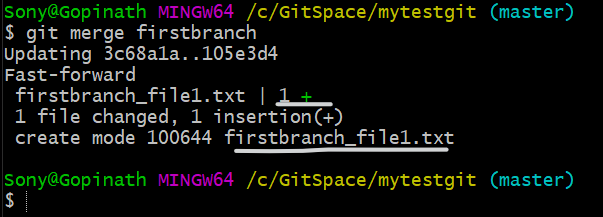 Sony@Gopinath MINGW64 /c/GitSpace/mytestgit (master)
$ git merge firstbranch
Updating 3c68a1a..105e3d4
Fast-forward
 firstbranch_file1.txt | 1 +
 1 file changed, 1 insertion(+)
 create mode 100644 firstbranch_file1.txt

Sony@Gopinath MINGW64 /c/GitSpace/mytestgit (master)
$